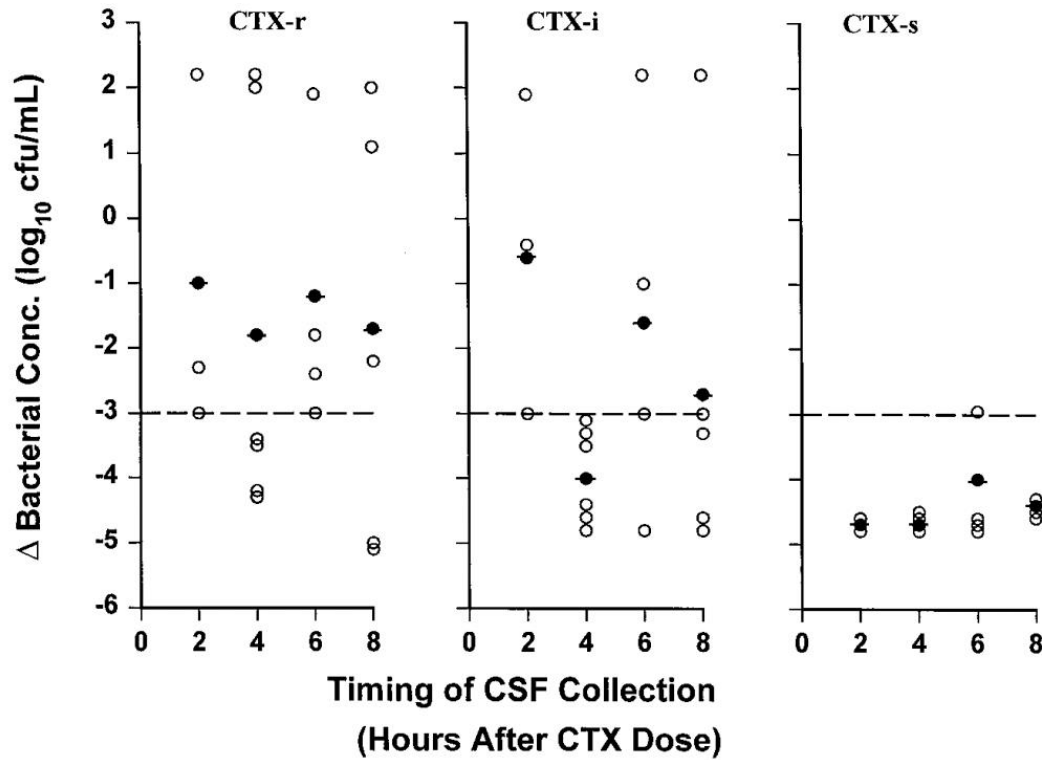 CTX-r CTX-i CTX-s
Δ Bacterial Conc. (log₁₀ cfu/mL)
3
2
1
0
-1
-2
-3
-4
-5
-6
0 2 4 6 8 0 2 4 6 8 0 2 4 6 8
Timing of CSF Collection
(Hours After CTX Dose)